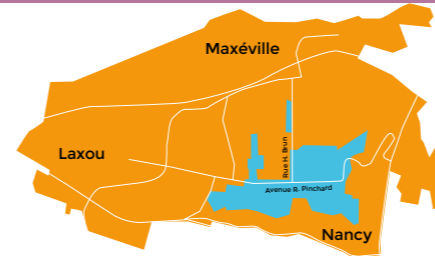 Maxéville
Laxou
Rue H. Brun
Avenue R. Pinchard
Nancy